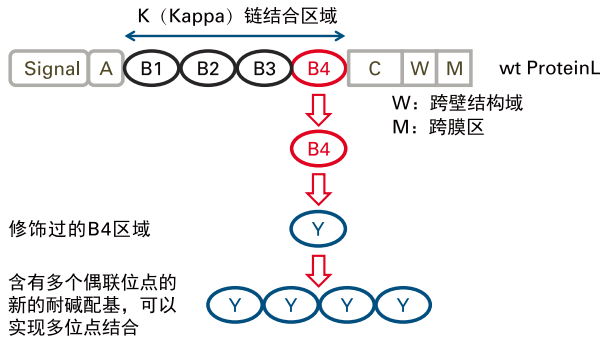 K（Kappa）链结合区域
Signal A B1 B2 B3 B4 C W M wt ProteinL
W：跨壁结构域
M：跨膜区
B4
修饰过的B4区域 Y
含有多个偶联位点的
新的耐碱配基，可以
实现多位点结合
Y Y Y Y